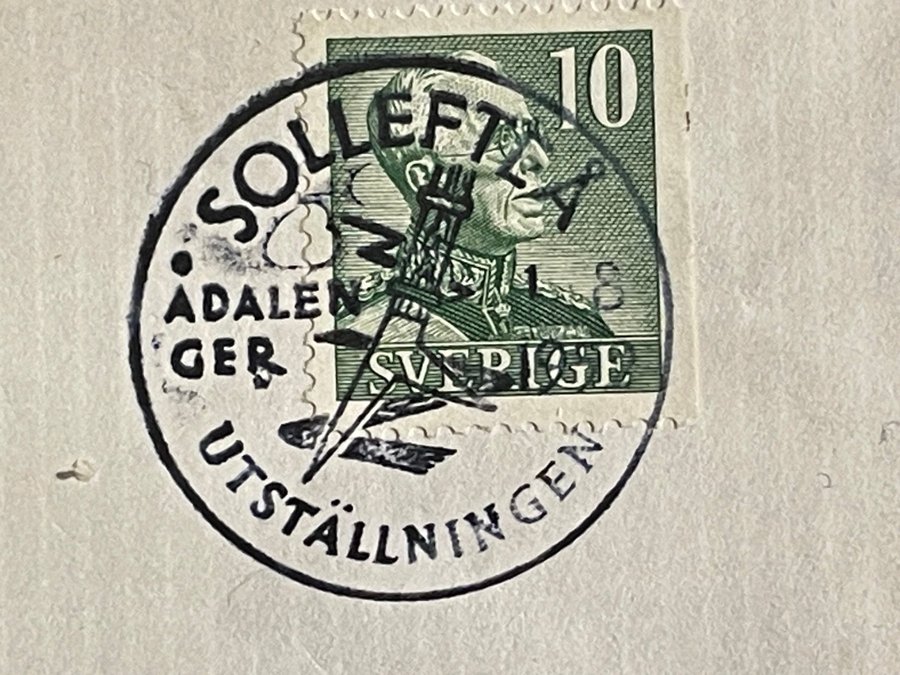 10
SVERIGE
SOLLEFTEÅ
ÅDALEN
GER
UTSTÄLLNINGEN